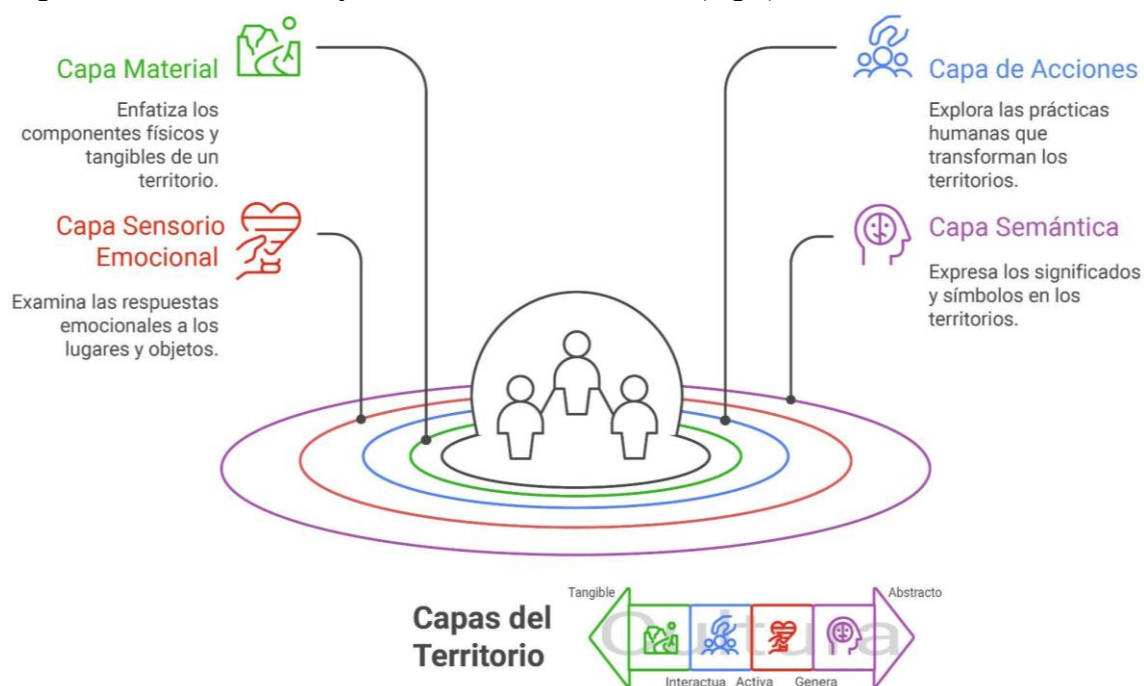 Capa Material
Enfatiza los
componentes físicos y
tangibles de un
territorio.
Capa Sensorio
Emocional
Examina las respuestas
emocionales a los
lugares y objetos.
Capa de Acciones
Explora las prácticas
humanas que
transforman los
territorios.
Capa Semántica
Expresa los significados
y símbolos en los
territorios.
Capas del
Territorio
Tangible
Abstracto
Cultura
Interactua Activa Genera